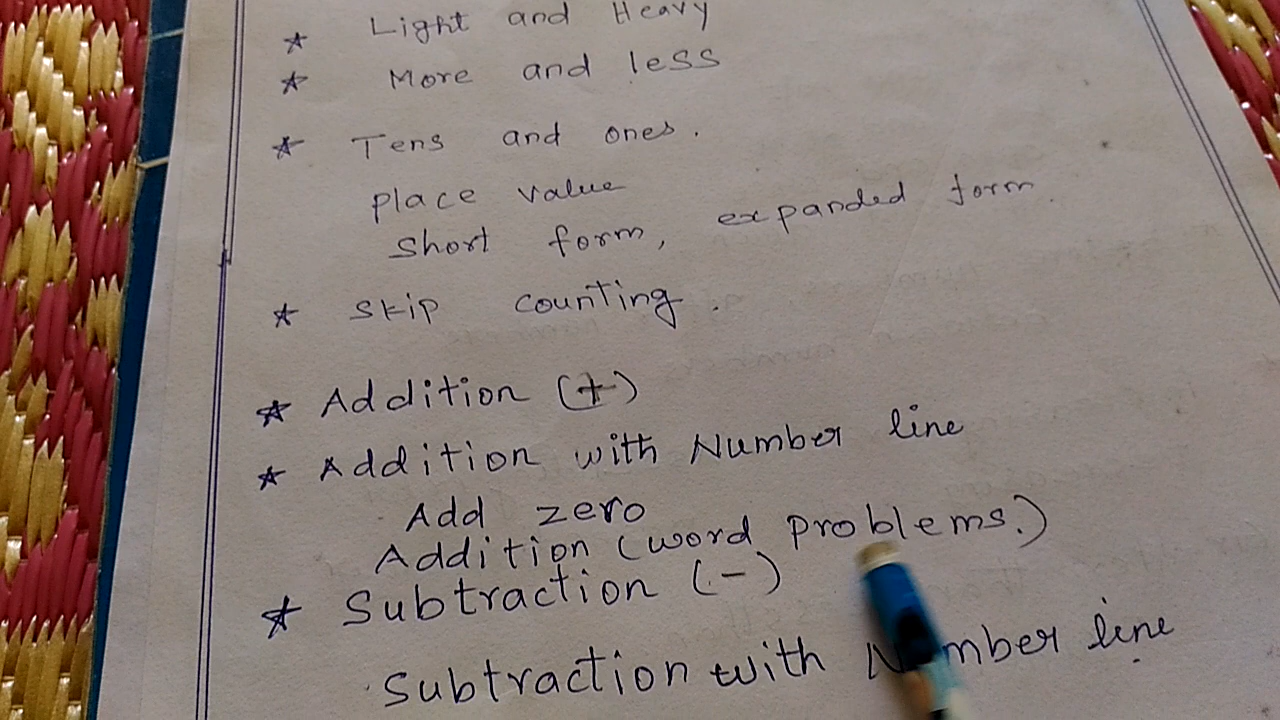 * Light and Heavy
* More and less
* Tens and ones.
place value
short form, expanded form.
* Skip counting.
* Addition (+)
* Addition with Number line
Add zero
Addition (word problems.)
* Subtraction (-)
Subtraction with Number line